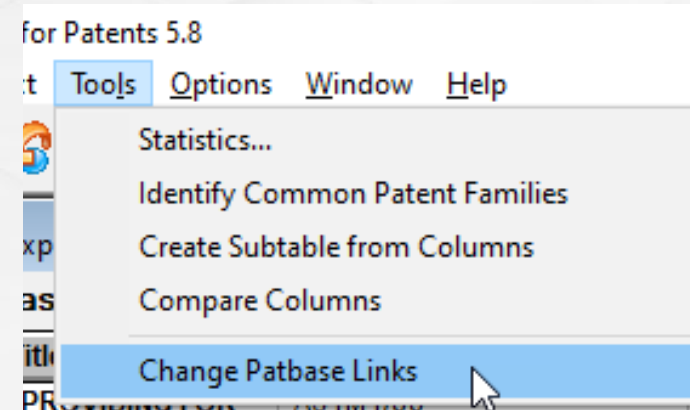 for Patents 5.8
Tools Options Window Help
Statistics...
Identify Common Patent Families
Create Subtable from Columns
Compare Columns
Change Patbase Links